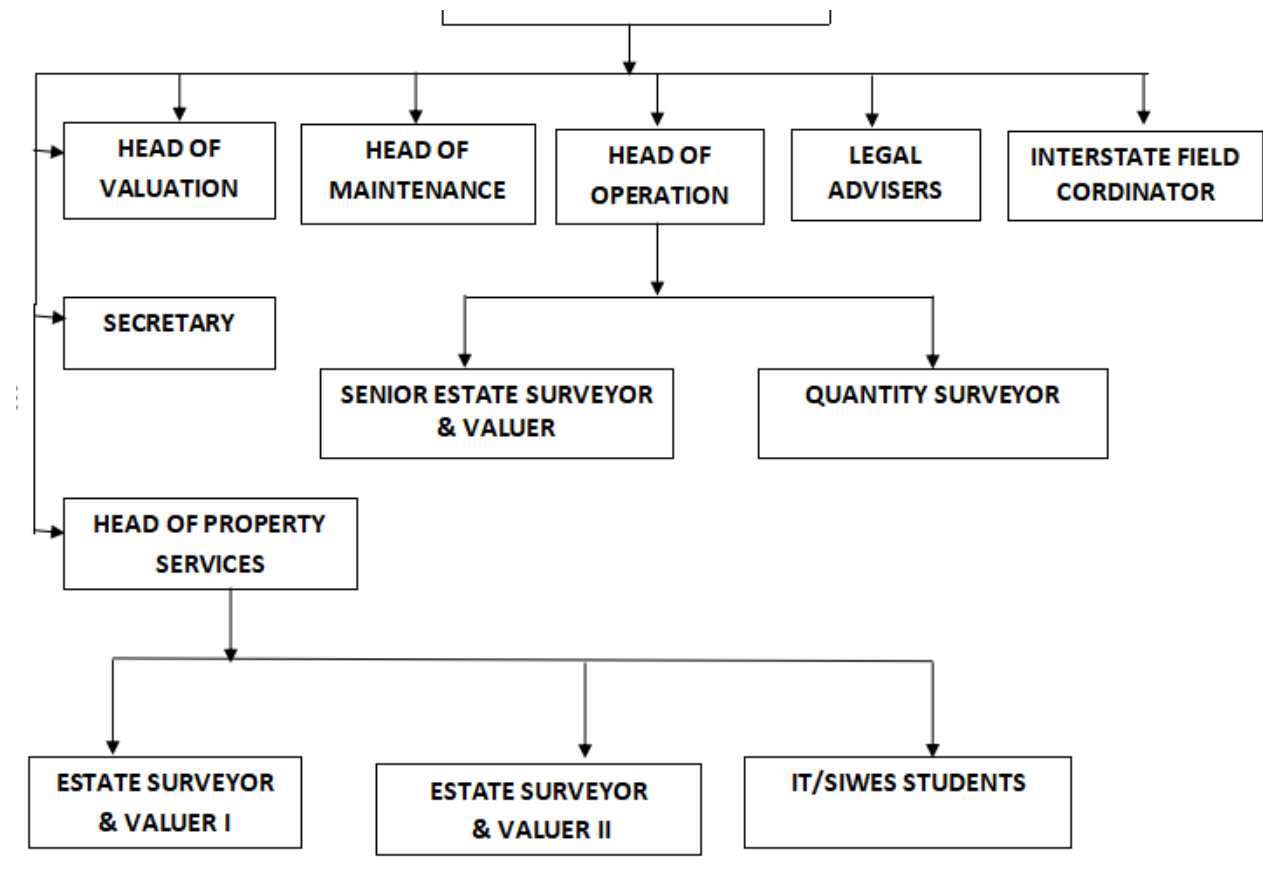 HEAD OF
VALUATION
HEAD OF
MAINTENANCE
HEAD OF
OPERATION
LEGAL
ADVISERS
INTERSTATE FIELD
CORDINATOR
SECRETARY
SENIOR ESTATE SURVEYOR
& VALUER
QUANTITY SURVEYOR
HEAD OF PROPERTY
SERVICES
ESTATE SURVEYOR
& VALUER I
ESTATE SURVEYOR
& VALUER II
IT/SIWES STUDENTS